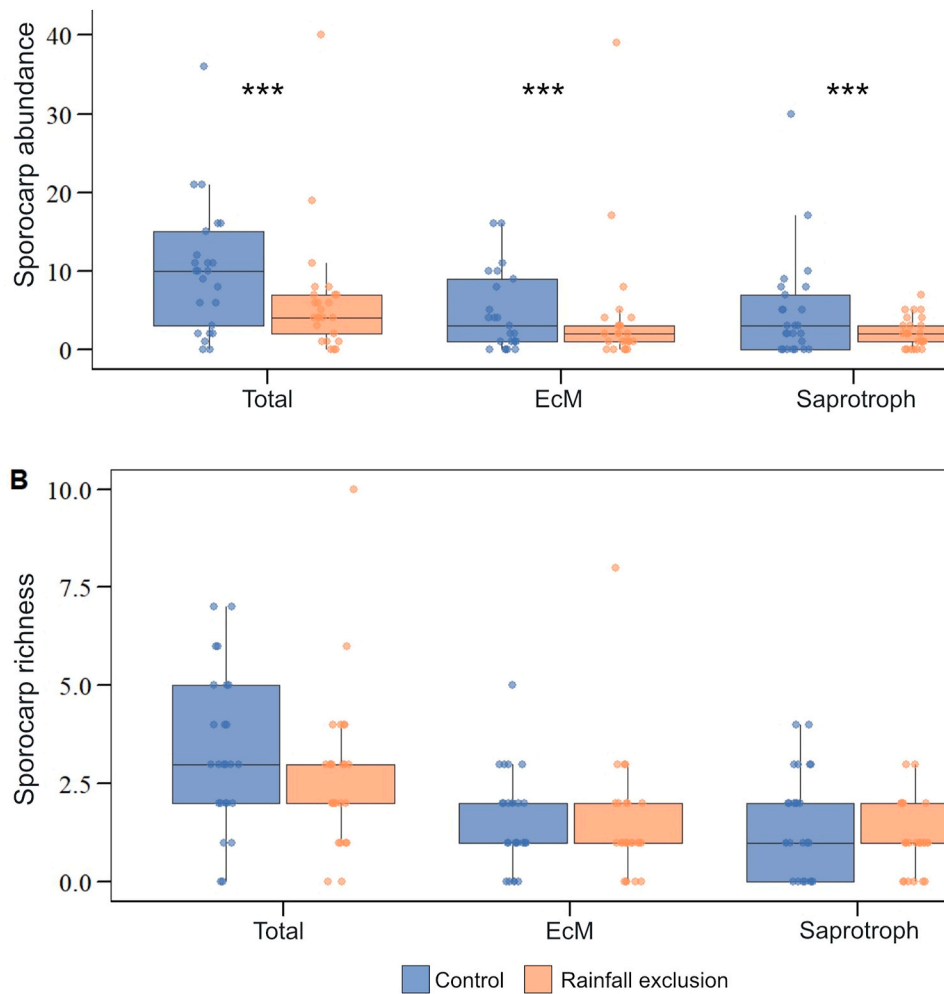 Sporocarp abundance
40
30
20
10
0
*** *** ***
Total EcM Saprotroph
B
Sporocarp richness
10.0
7.5
5.0
2.5
0.0
Total EcM Saprotroph
Control Rainfall exclusion